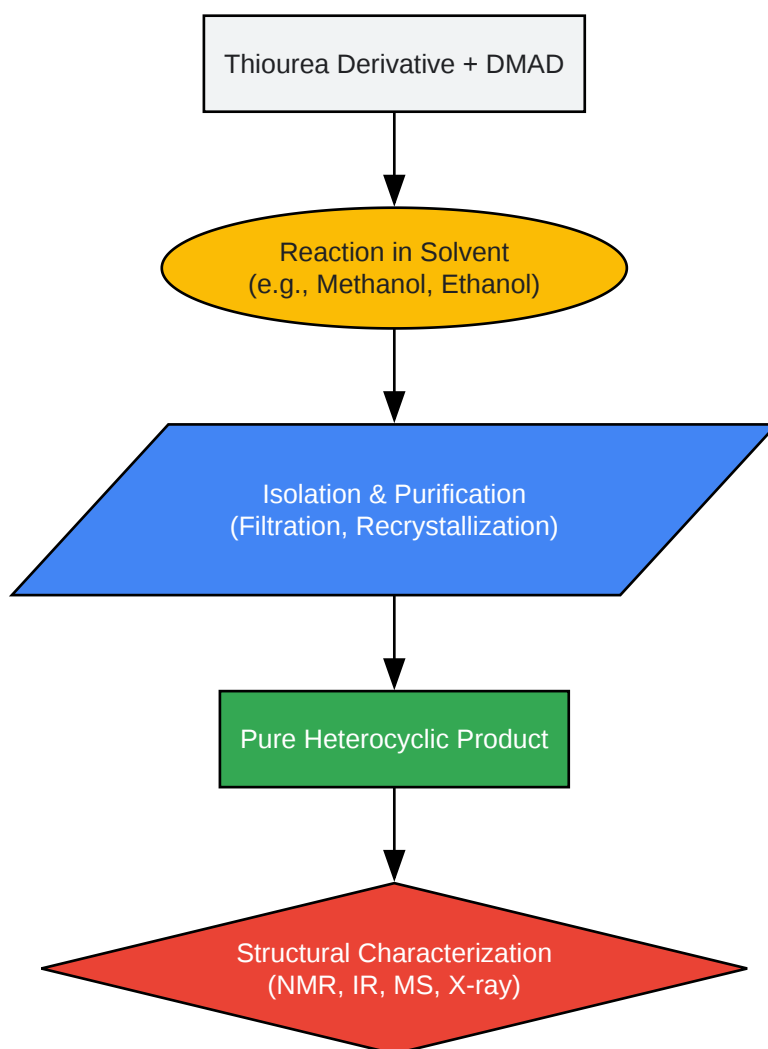 Thiourea Derivative + DMAD
Reaction in Solvent
(e.g., Methanol, Ethanol)
Isolation & Purification
(Filtration, Recrystallization)
Pure Heterocyclic Product
Structural Characterization
(NMR, IR, MS, X-ray)